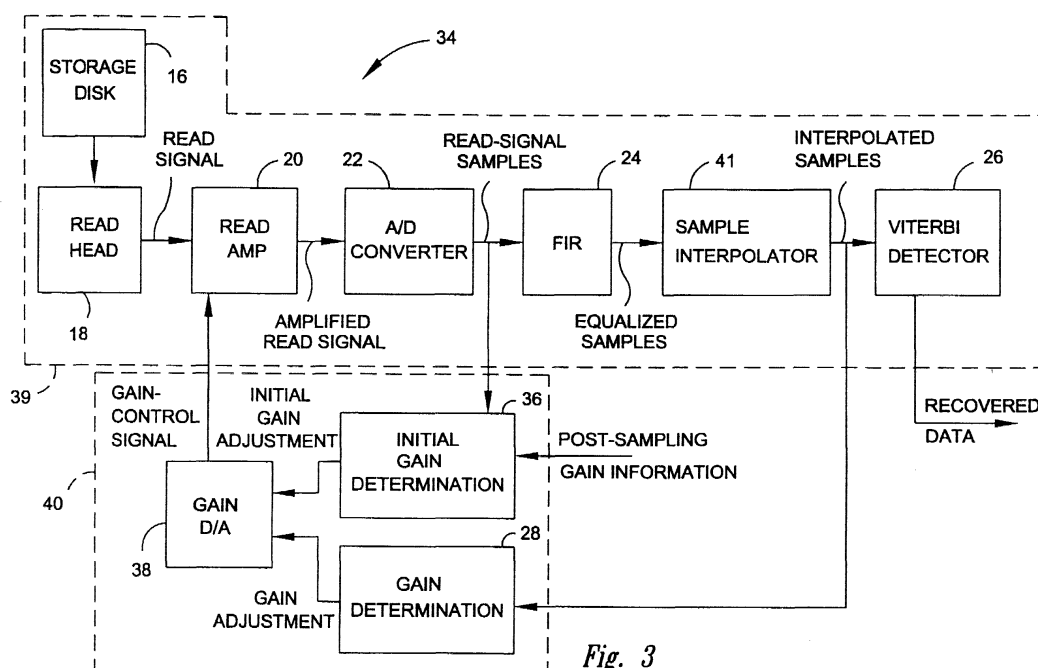 34
16
STORAGE
DISK
READ
SIGNAL
20
22
READ-SIGNAL
SAMPLES
24
41
INTERPOLATED
SAMPLES
26
READ
HEAD
READ
AMP
A/D
CONVERTER
FIR
SAMPLE
INTERPOLATOR
VITERBI
DETECTOR
18
AMPLIFIED
READ SIGNAL
EQUALIZED
SAMPLES
39
GAIN-
CONTROL
SIGNAL
INITIAL
GAIN
ADJUSTMENT
36
INITIAL
GAIN
DETERMINATION
POST-SAMPLING
GAIN INFORMATION
RECOVERED
DATA
40
GAIN
D/A
38
28
GAIN
DETERMINATION
GAIN
ADJUSTMENT
Fig. 3